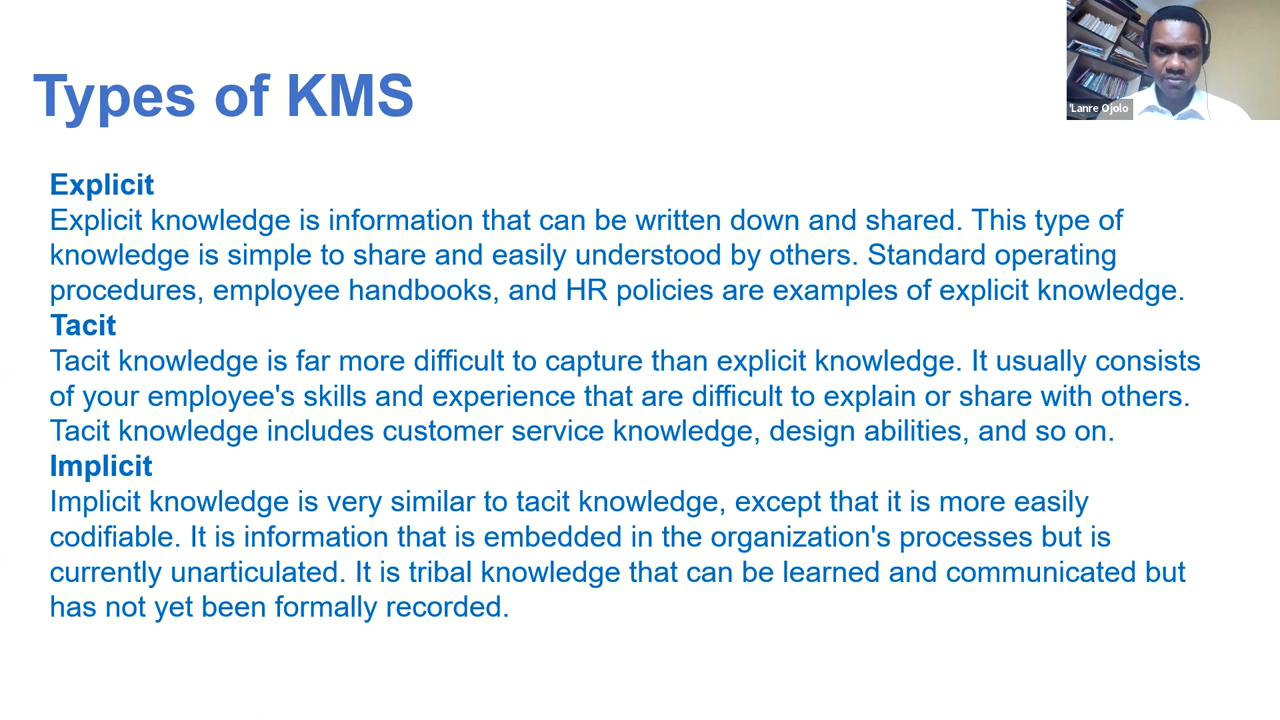 Types of KMS
'Lanre Ojolo
Explicit
Explicit knowledge is information that can be written down and shared. This type of
knowledge is simple to share and easily understood by others. Standard operating
procedures, employee handbooks, and HR policies are examples of explicit knowledge.
Tacit
Tacit knowledge is far more difficult to capture than explicit knowledge. It usually consists
of your employee's skills and experience that are difficult to explain or share with others.
Tacit knowledge includes customer service knowledge, design abilities, and so on.
Implicit
Implicit knowledge is very similar to tacit knowledge, except that it is more easily
codifiable. It is information that is embedded in the organization's processes but is
currently unarticulated. It is tribal knowledge that can be learned and communicated but
has not yet been formally recorded.